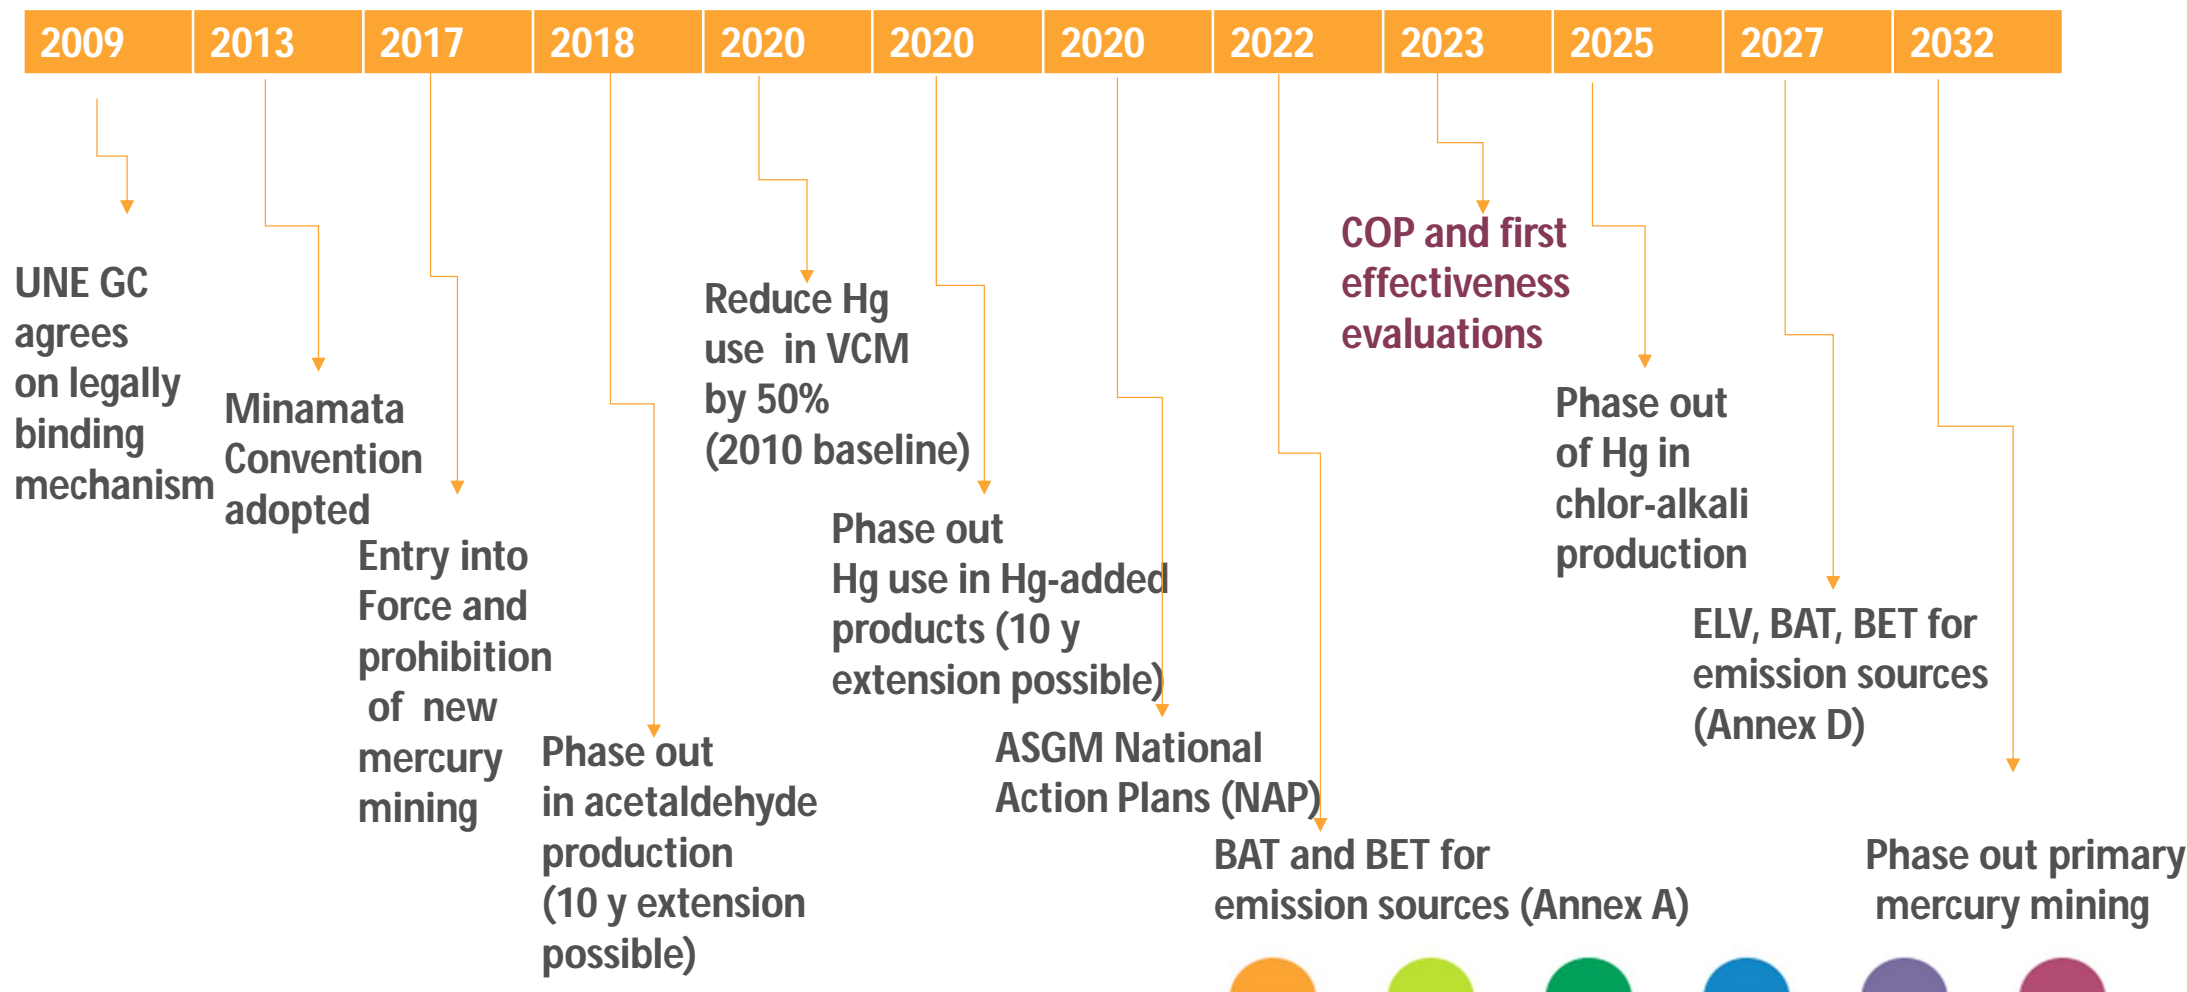 2009 2013 2017 2018 2020 2020 2020 2022 2023 2025 2027 2032
UNE GC
agrees
on legally
binding
mechanism
Minamata
Convention
adopted
Entry into
Force and
prohibition
of new
mercury
mining
Phase out
in acetaldehyde
production
(10 y extension
possible)
Reduce Hg
use in VCM
by 50%
(2010 baseline)
Phase out
Hg use in Hg-added
products (10 y
extension possible)
ASGM National
Action Plans (NAP)
BAT and BET for
emission sources (Annex A)
COP and first
effectiveness
evaluations
Phase out
of Hg in
chlor-alkali
production
ELV, BAT, BET for
emission sources
(Annex D)
Phase out primary
mercury mining